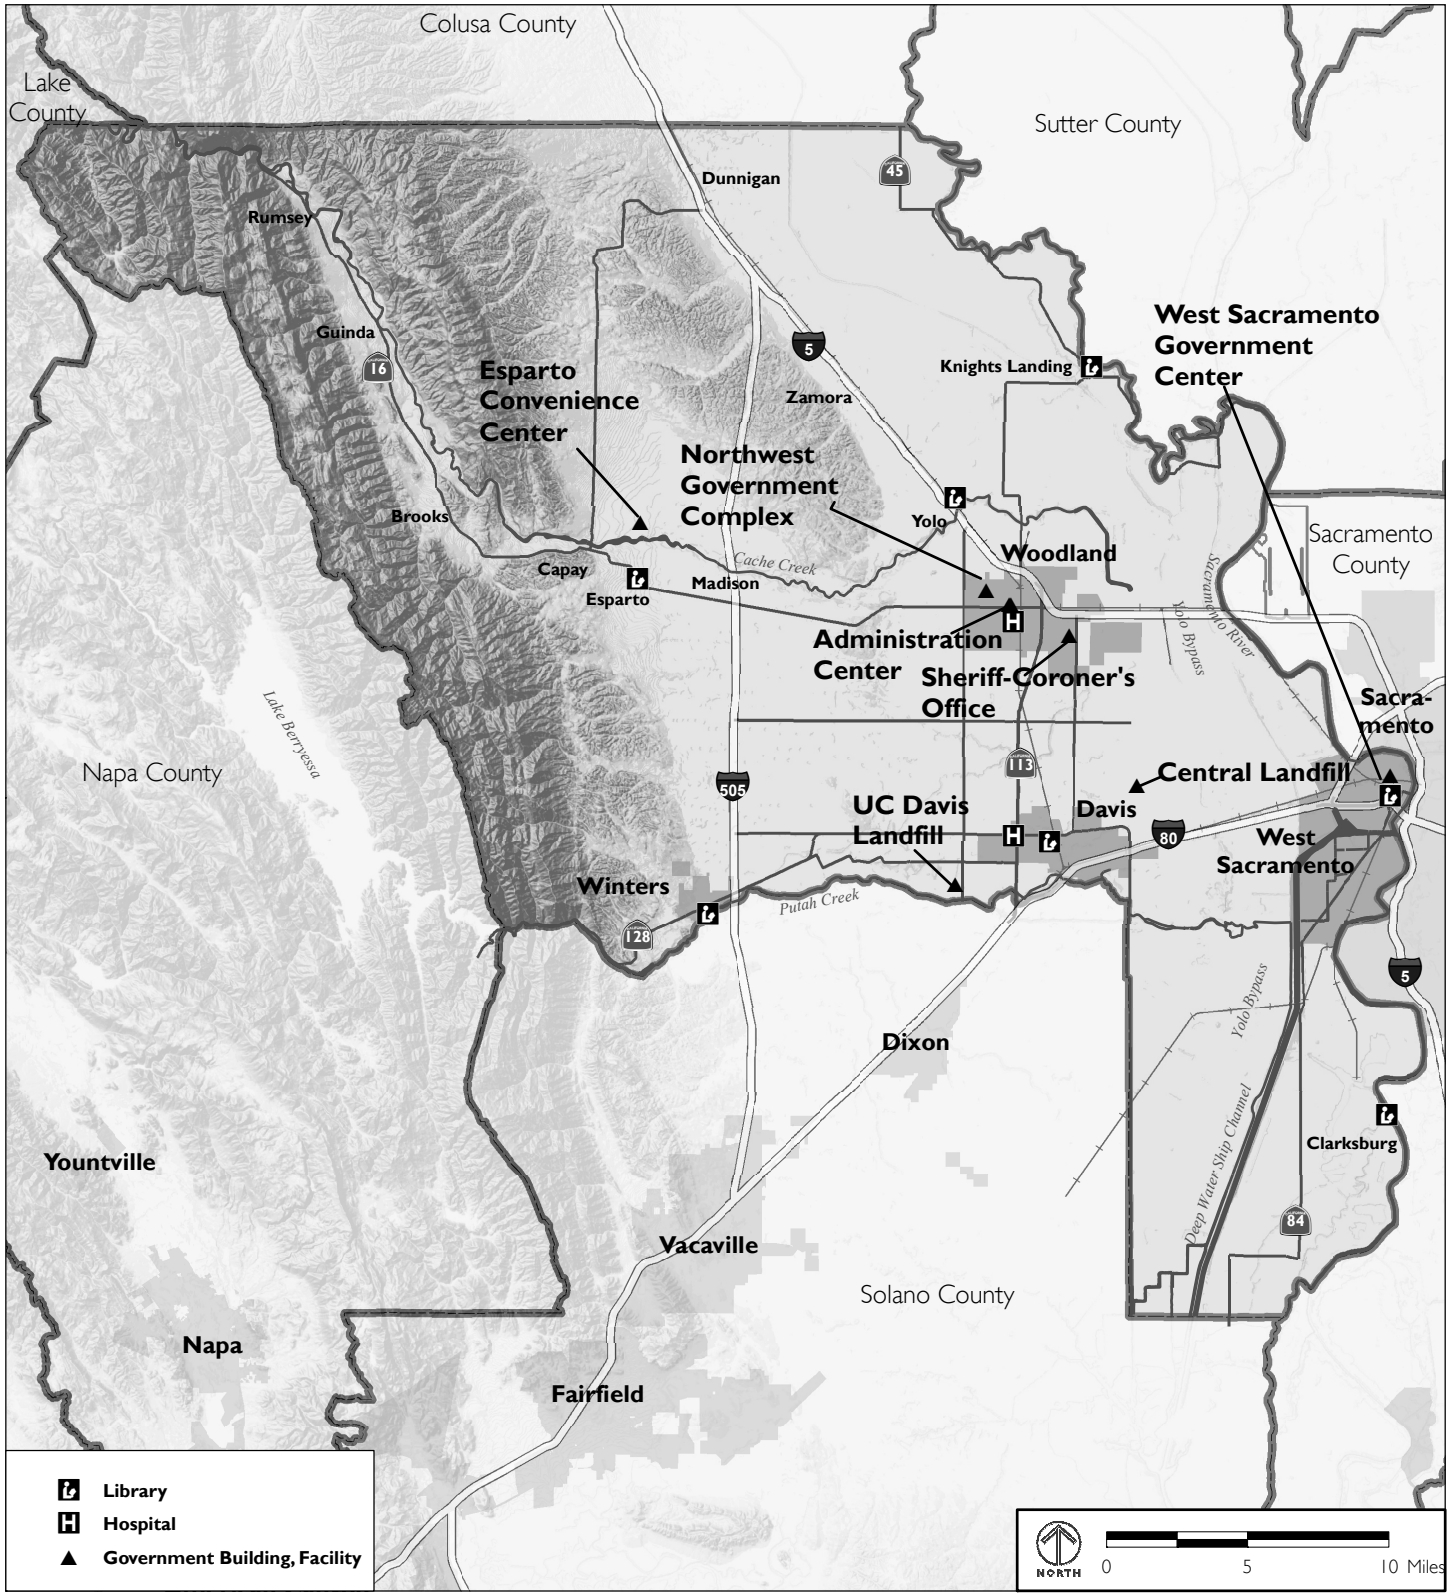 Colusa County
Lake
County
Sutter County
45
Dunnigan
Rumsey
Guinda
16
5
West Sacramento
Government
Center
Knights Landing
Esparto
Convenience
Center
Zamora
Northwest
Government
Complex
Brooks
Yolo
Sacramento
County
Woodland
Cache Creek
Capay
Madison
Esparto
H
Sacramento River
Yolo Bypass
Administration
Center
Sheriff-Coroner's
Office
Lake Berryessa
Sacra-
mento
Napa County
113
505
Central Landfill
UC Davis
Landfill
Davis
H
80
West
Sacramento
Winters
Putah Creek
128
5
Yolo Bypass
Dixon
Deep Water Ship Channel
Clarksburg
Yountville
84
Vacaville
Solano County
Napa
Fairfield
Library
H Hospital
Government Building, Facility
NORTH
0 5 10 Miles